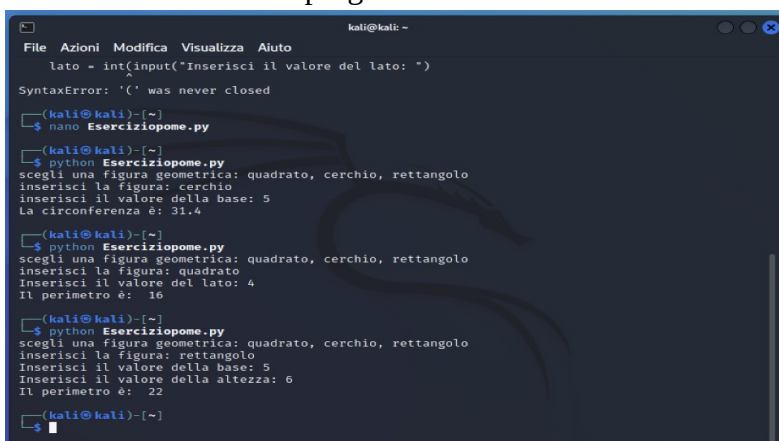 kali@kali: ~
File Azioni Modifica Visualizza Aiuto
lato = int(input("Inserisci il valore del lato: ")
^
SyntaxError: '(' was never closed
┌──(kali㉿kali)-[~]
└─$ nano Eserciziopome.py
┌──(kali㉿kali)-[~]
└─$ python Eserciziopome.py
scegli una figura geometrica: quadrato, cerchio, rettangolo
inserisci la figura: cerchio
inserisci il valore della base: 5
La circonferenza è: 31.4
┌──(kali㉿kali)-[~]
└─$ python Eserciziopome.py
scegli una figura geometrica: quadrato, cerchio, rettangolo
inserisci la figura: quadrato
Inserisci il valore del lato: 4
Il perimetro è:  16
┌──(kali㉿kali)-[~]
└─$ python Eserciziopome.py
scegli una figura geometrica: quadrato, cerchio, rettangolo
inserisci la figura: rettangolo
Inserisci il valore della base: 5
Inserisci il valore della altezza: 6
Il perimetro è:  22
┌──(kali㉿kali)-[~]
└─$